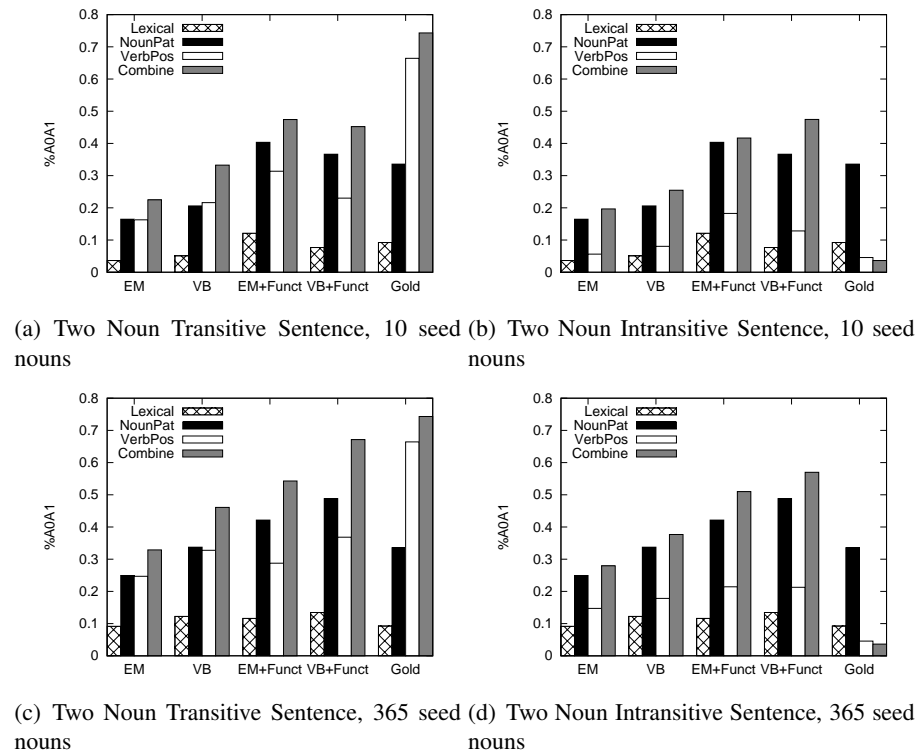 0.8
0.7
0.6
0.5
0.4
0.3
0.2
0.1
0
%A0A1
Lexical
NounPat
VerbPos
Combine
EM VB EM+Funct VB+Funct Gold
(a) Two Noun Transitive Sentence, 10 seed
nouns
0.8
0.7
0.6
0.5
0.4
0.3
0.2
0.1
0
%A0A1
Lexical
NounPat
VerbPos
Combine
EM VB EM+Funct VB+Funct Gold
(b) Two Noun Intransitive Sentence, 10 seed
nouns
0.8
0.7
0.6
0.5
0.4
0.3
0.2
0.1
0
%A0A1
Lexical
NounPat
VerbPos
Combine
EM VB EM+Funct VB+Funct Gold
(c) Two Noun Transitive Sentence, 365 seed
nouns
0.8
0.7
0.6
0.5
0.4
0.3
0.2
0.1
0
%A0A1
Lexical
NounPat
VerbPos
Combine
EM VB EM+Funct VB+Funct Gold
(d) Two Noun Intransitive Sentence, 365 seed
nouns